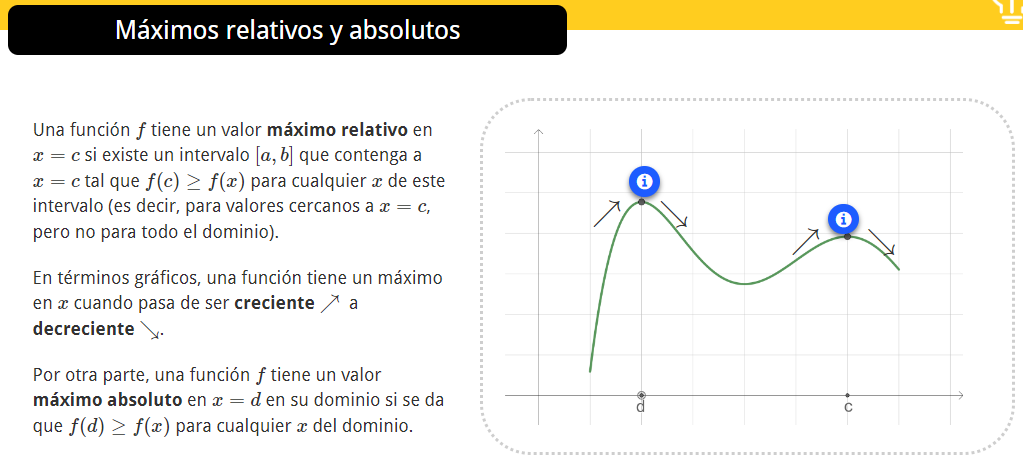 Máximos relativos y absolutos
Una función f tiene un valor máximo relativo en
x = c si existe un intervalo [a, b] que contenga a
x = c tal que f(c) ≥ f(x) para cualquier x de este
intervalo (es decir, para valores cercanos a x = c,
pero no para todo el dominio).
En términos gráficos, una función tiene un máximo
en x cuando pasa de ser creciente ↗ a
decreciente ↘.
Por otra parte, una función f tiene un valor
máximo absoluto en x = d en su dominio si se da
que f(d) ≥ f(x) para cualquier x del dominio.
i
i
d c